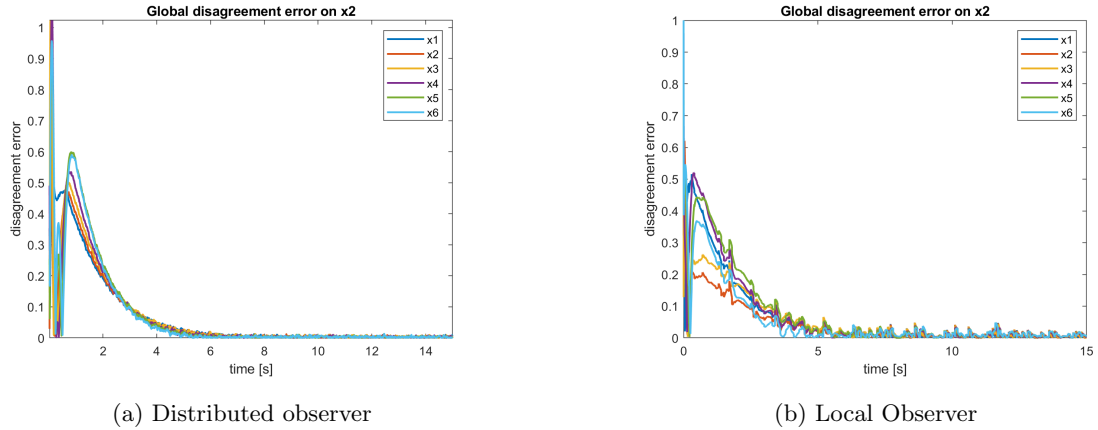 Global disagreement error on x2
1
0.9
0.8
0.7
0.6
0.5
0.4
0.3
0.2
0.1
0
disagreement error
2 4 6 8 10 12 14
time [s]
x1
x2
x3
x4
x5
x6
(a) Distributed observer
Global disagreement error on x2
1
0.9
0.8
0.7
0.6
0.5
0.4
0.3
0.2
0.1
0
disagreement error
0 5 10 15
time [s]
x1
x2
x3
x4
x5
x6
(b) Local Observer